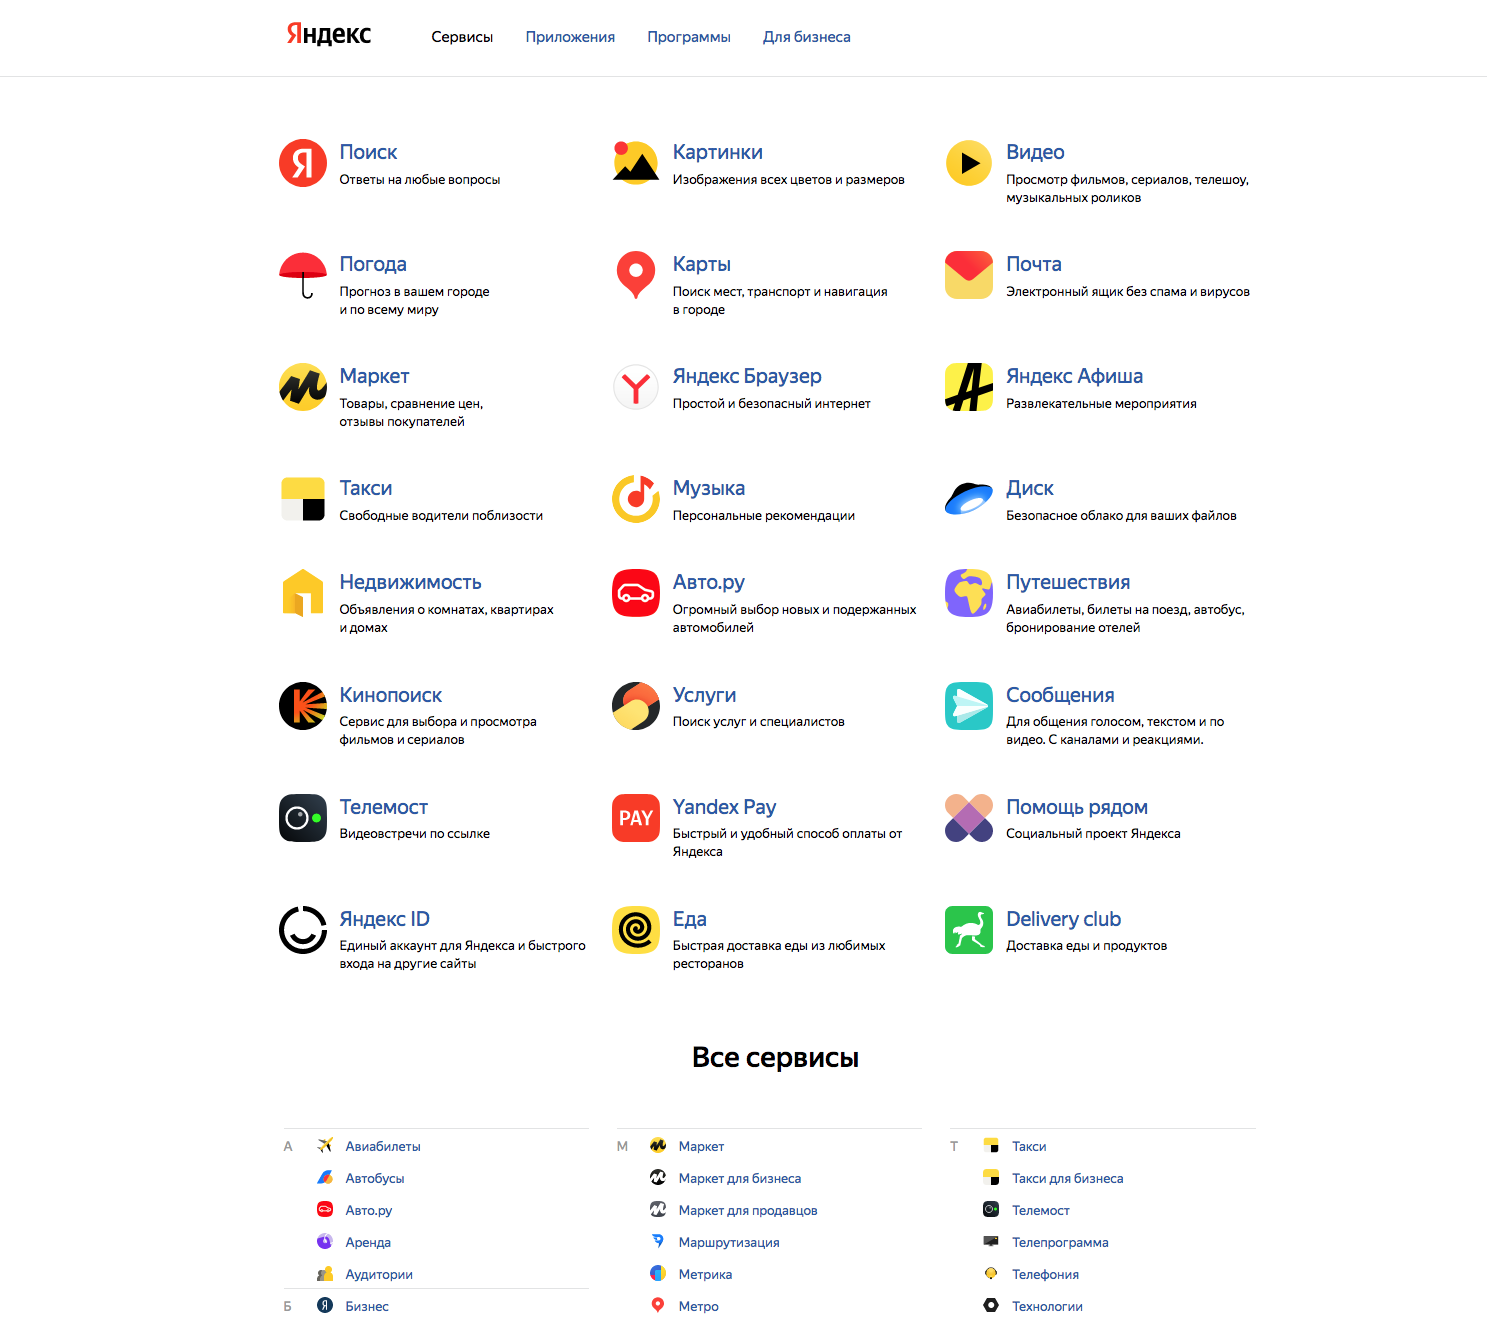 Яндекс Сервисы Приложения Программы Для бизнеса
Поиск
Ответы на любые вопросы
Картинки
Изображения всех цветов и размеров
Видео
Просмотр фильмов, сериалов, телешоу,
музыкальных роликов
Погода
Прогноз в вашем городе
и по всему миру
Карты
Поиск мест, транспорт и навигация
в городе
Почта
Электронный ящик без спама и вирусов
Маркет
Товары, сравнение цен,
отзывы покупателей
Яндекс Браузер
Простой и безопасный интернет
Яндекс Афиша
Развлекательные мероприятия
Такси
Свободные водители поблизости
Музыка
Персональные рекомендации
Диск
Безопасное облако для ваших файлов
Недвижимость
Объявления о комнатах, квартирах
и домах
Авто.ру
Огромный выбор новых и подержанных
автомобилей
Путешествия
Авиабилеты, билеты на поезд, автобус,
бронирование отелей
Кинопоиск
Сервис для выбора и просмотра
фильмов и сериалов
Услуги
Поиск услуг и специалистов
Сообщения
Для общения голосом, текстом и по
видео. С каналами и реакциями.
Телемост
Видеовстречи по ссылке
PAY
Yandex Pay
Быстрый и удобный способ оплаты от
Яндекса
Помощь рядом
Социальный проект Яндекса
Яндекс ID
Единый аккаунт для Яндекса и быстрого
входа на другие сайты
Еда
Быстрая доставка еды из любимых
ресторанов
Delivery club
Доставка еды и продуктов
Все сервисы
А Авиабилеты
Автобусы
Авто.ру
Аренда
Аудитории
Б Бизнес
М Маркет
Маркет для бизнеса
Маркет для продавцов
Маршрутизация
Метрика
Метро
Т Такси
Такси для бизнеса
Телемост
Телепрограмма
Телефония
Технологии